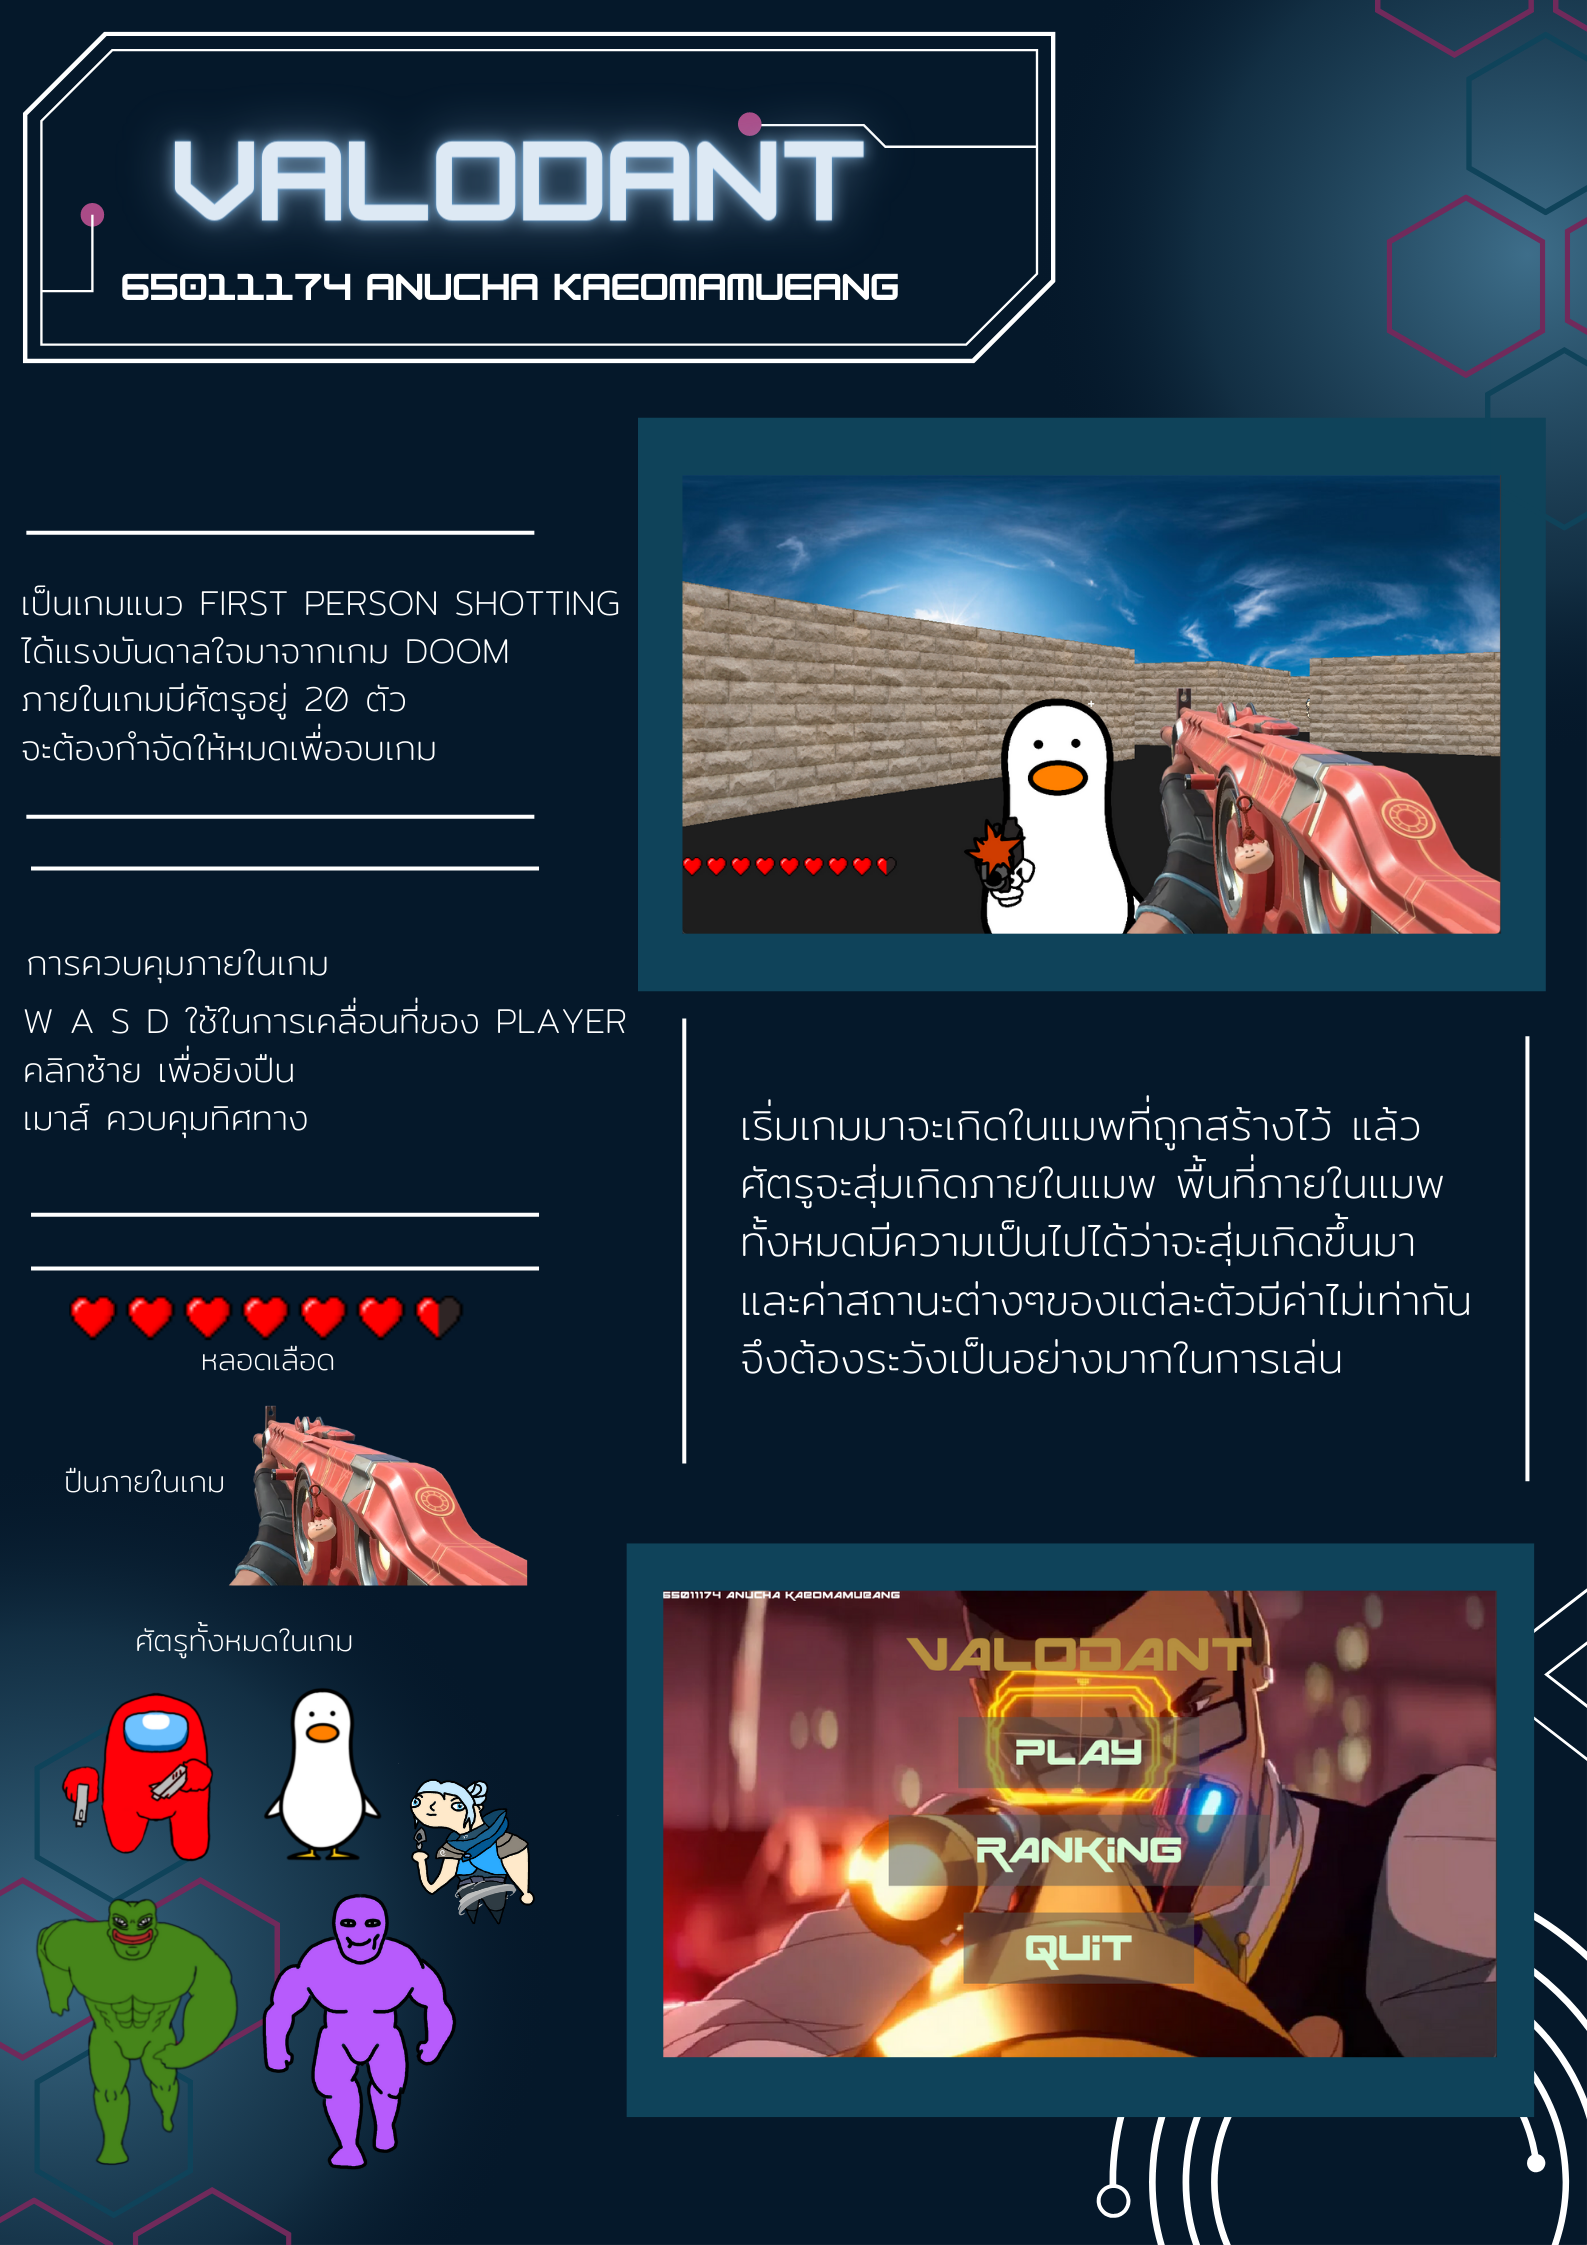 VALODANT
65011174 ANUCHA KAEOMAMUEANG
เป็นเกมแนว FIRST PERSON SHOTTING
ได้แรงบันดาลใจมาจากเกม DOOM
ภายในเกมมีศัตรูอยู่ 20 ตัว
จะต้องกำจัดให้หมดเพื่อจบเกม
การควบคุมภายในเกม
W A S D ใช้ในการเคลื่อนที่ของ PLAYER
คลิกซ้าย เพื่อยิงปืน
เมาส์ ควบคุมทิศทาง
เริ่มเกมมาจะเกิดในแมพที่ถูกสร้างไว้ แล้ว
ศัตรูจะสุ่มเกิดภายในแมพ พื้นที่ภายในแมพ
ทั้งหมดมีความเป็นไปได้ว่าจะสุ่มเกิดขึ้นมา
และค่าสถานะต่างๆของแต่ละตัวมีค่าไม่เท่ากัน
จึงต้องระวังเป็นอย่างมากในการเล่น
หลอดเลือด
ปืนภายในเกม
ศัตรูทั้งหมดในเกม
65011174 ANUCHA KAEOMAMUEANG
VALODANT
PLAY
RANKING
QUIT